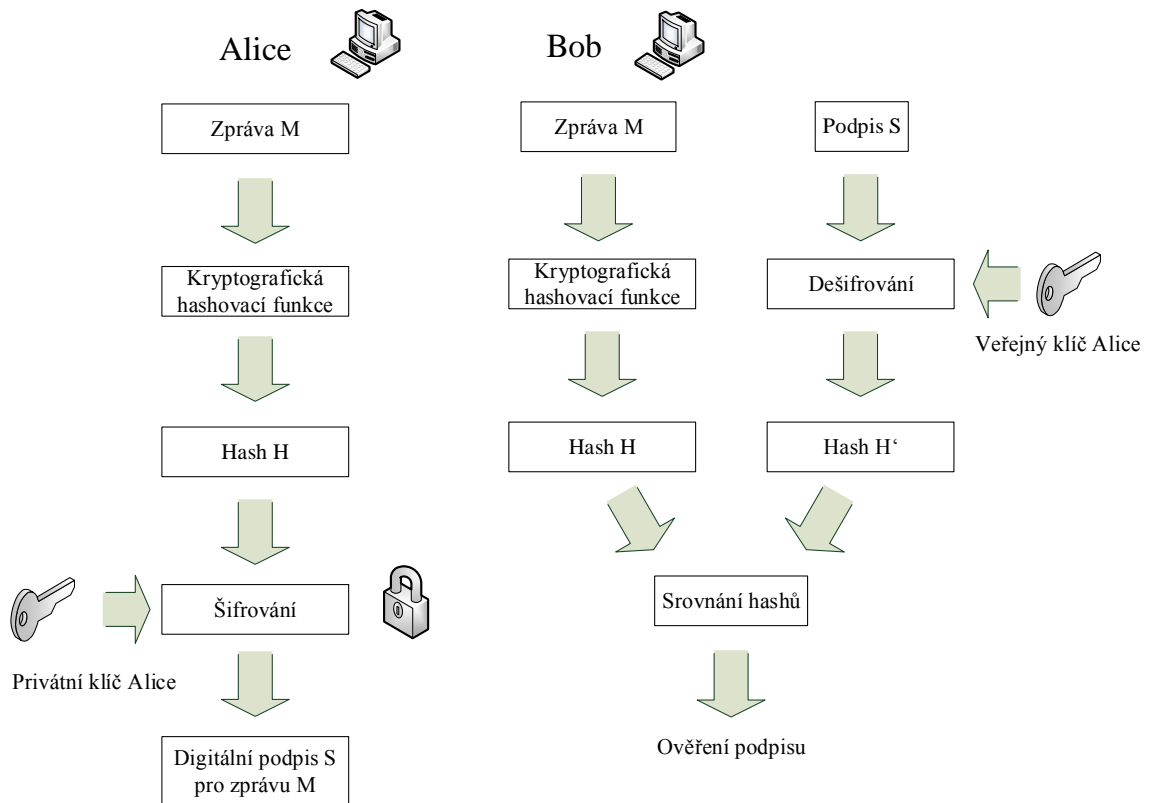 Alice
Zpráva M
Kryptografická
hashovací funkce
Hash H
Šifrování
Privátní klíč Alice
Digitální podpis S
pro zprávu M
Bob
Zpráva M
Kryptografická
hashovací funkce
Hash H
Podpis S
Dešifrování
Veřejný klíč Alice
Hash H‘
Srovnání hashů
Ověření podpisu